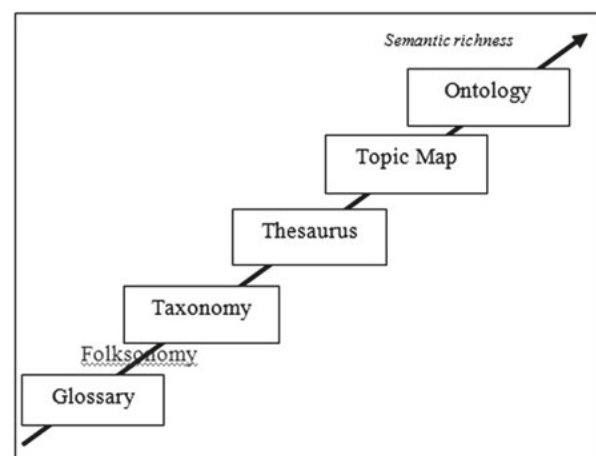 Semantic richness
Ontology
Topic Map
Thesaurus
Taxonomy
Folksonomy
Glossary